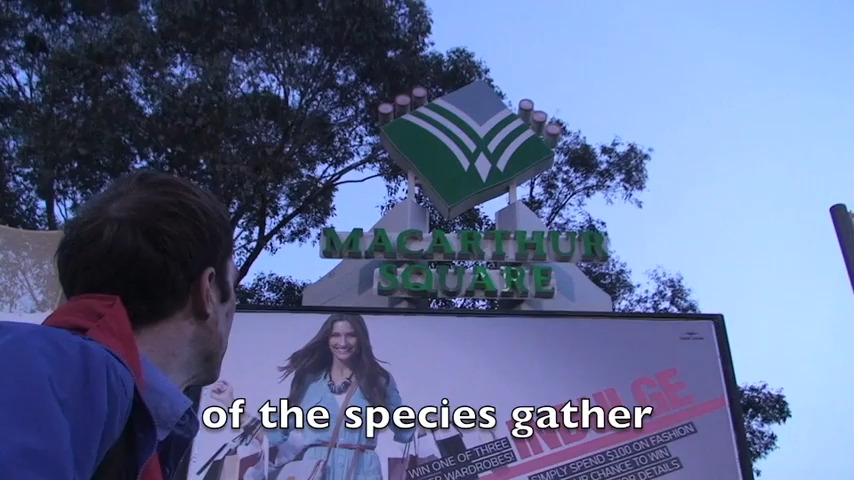 MACARTHUR
SQUARE
INDULGE
WIN ONE OF THREE
WARDROBES!
SIMPLY SPEND $100 ON FASHION
CHANCE TO WIN
DETAILS
of the species gather